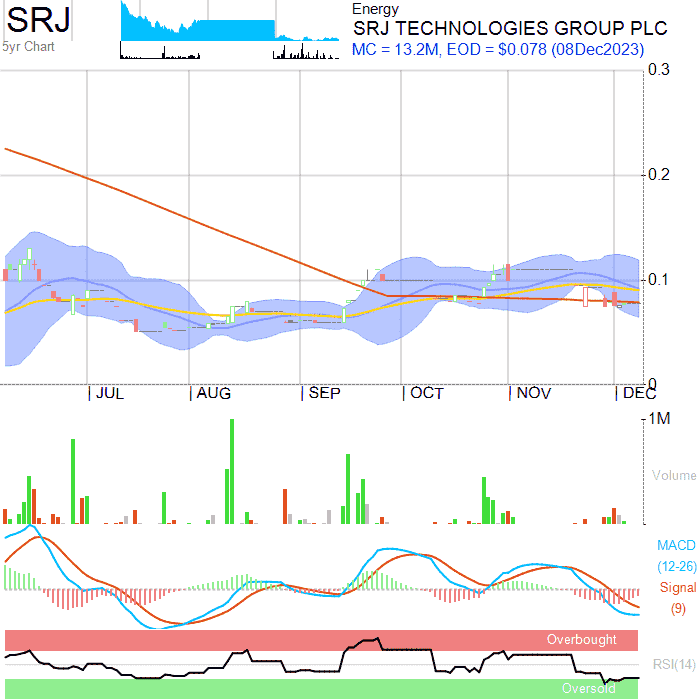 SRJ
5yr Chart
Energy
SRJ TECHNOLOGIES GROUP PLC
MC = 13.2M, EOD = $0.078 (08Dec2023)
0.3
0.2
0.1
0
JUL AUG SEP OCT NOV DEC
1M
Volume
MACD
(12-26)
Signal
(9)
Overbought
RSI(14)
Oversold